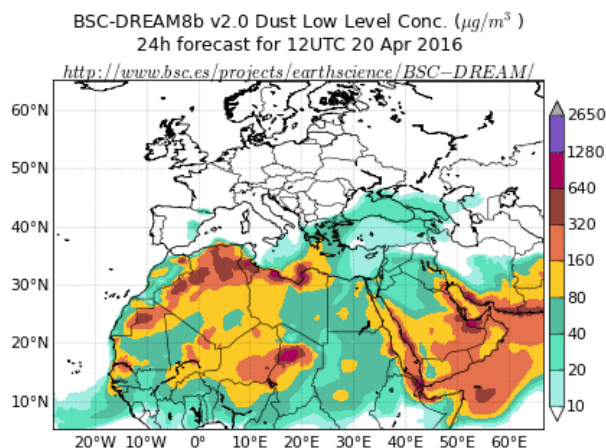 BSC-DREAM8b v2.0 Dust Low Level Conc. (μg/m³ )
24h forecast for 12UTC 20 Apr 2016
http://www.bsc.es/projects/earthscience/BSC−DREAM/
60°N
50°N
40°N
30°N
20°N
10°N
20°W
10°W
0°
10°E
20°E
30°E
40°E
50°E
60°E
2650
1280
640
320
160
80
40
20
10